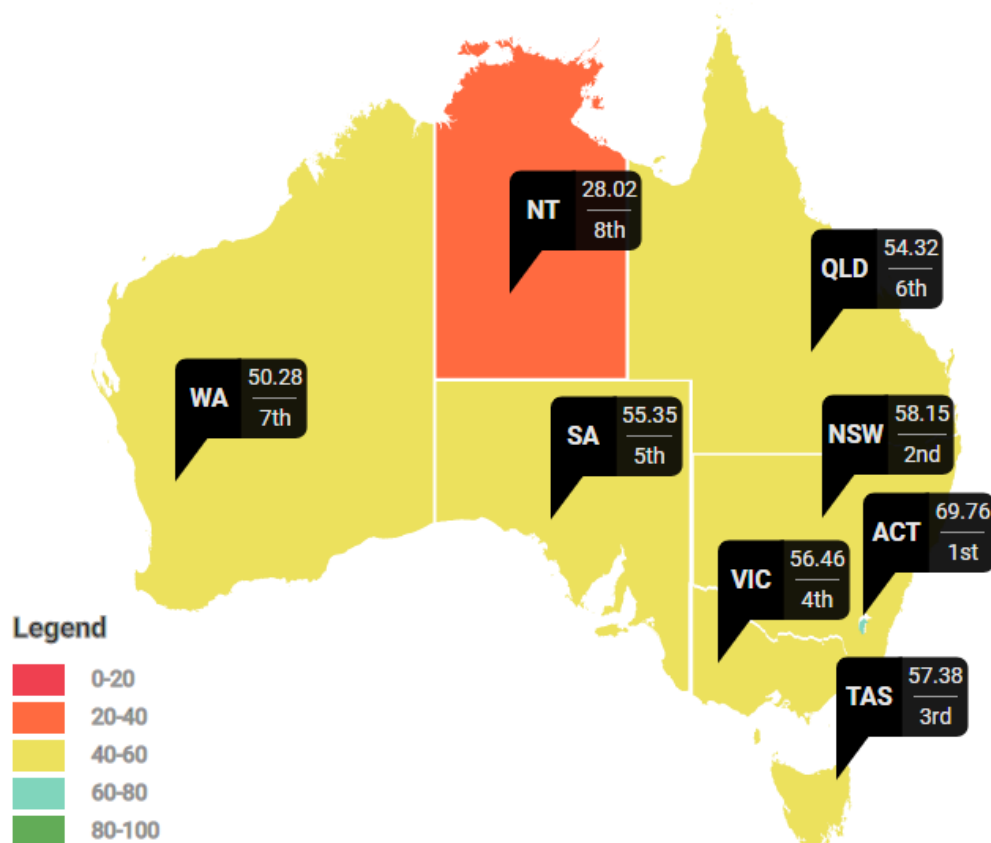 NT
28.02
8th
QLD
54.32
6th
WA
50.28
7th
SA
55.35
5th
NSW
58.15
2nd
ACT
69.76
1st
VIC
56.46
4th
TAS
57.38
3rd
Legend
0-20
20-40
40-60
60-80
80-100